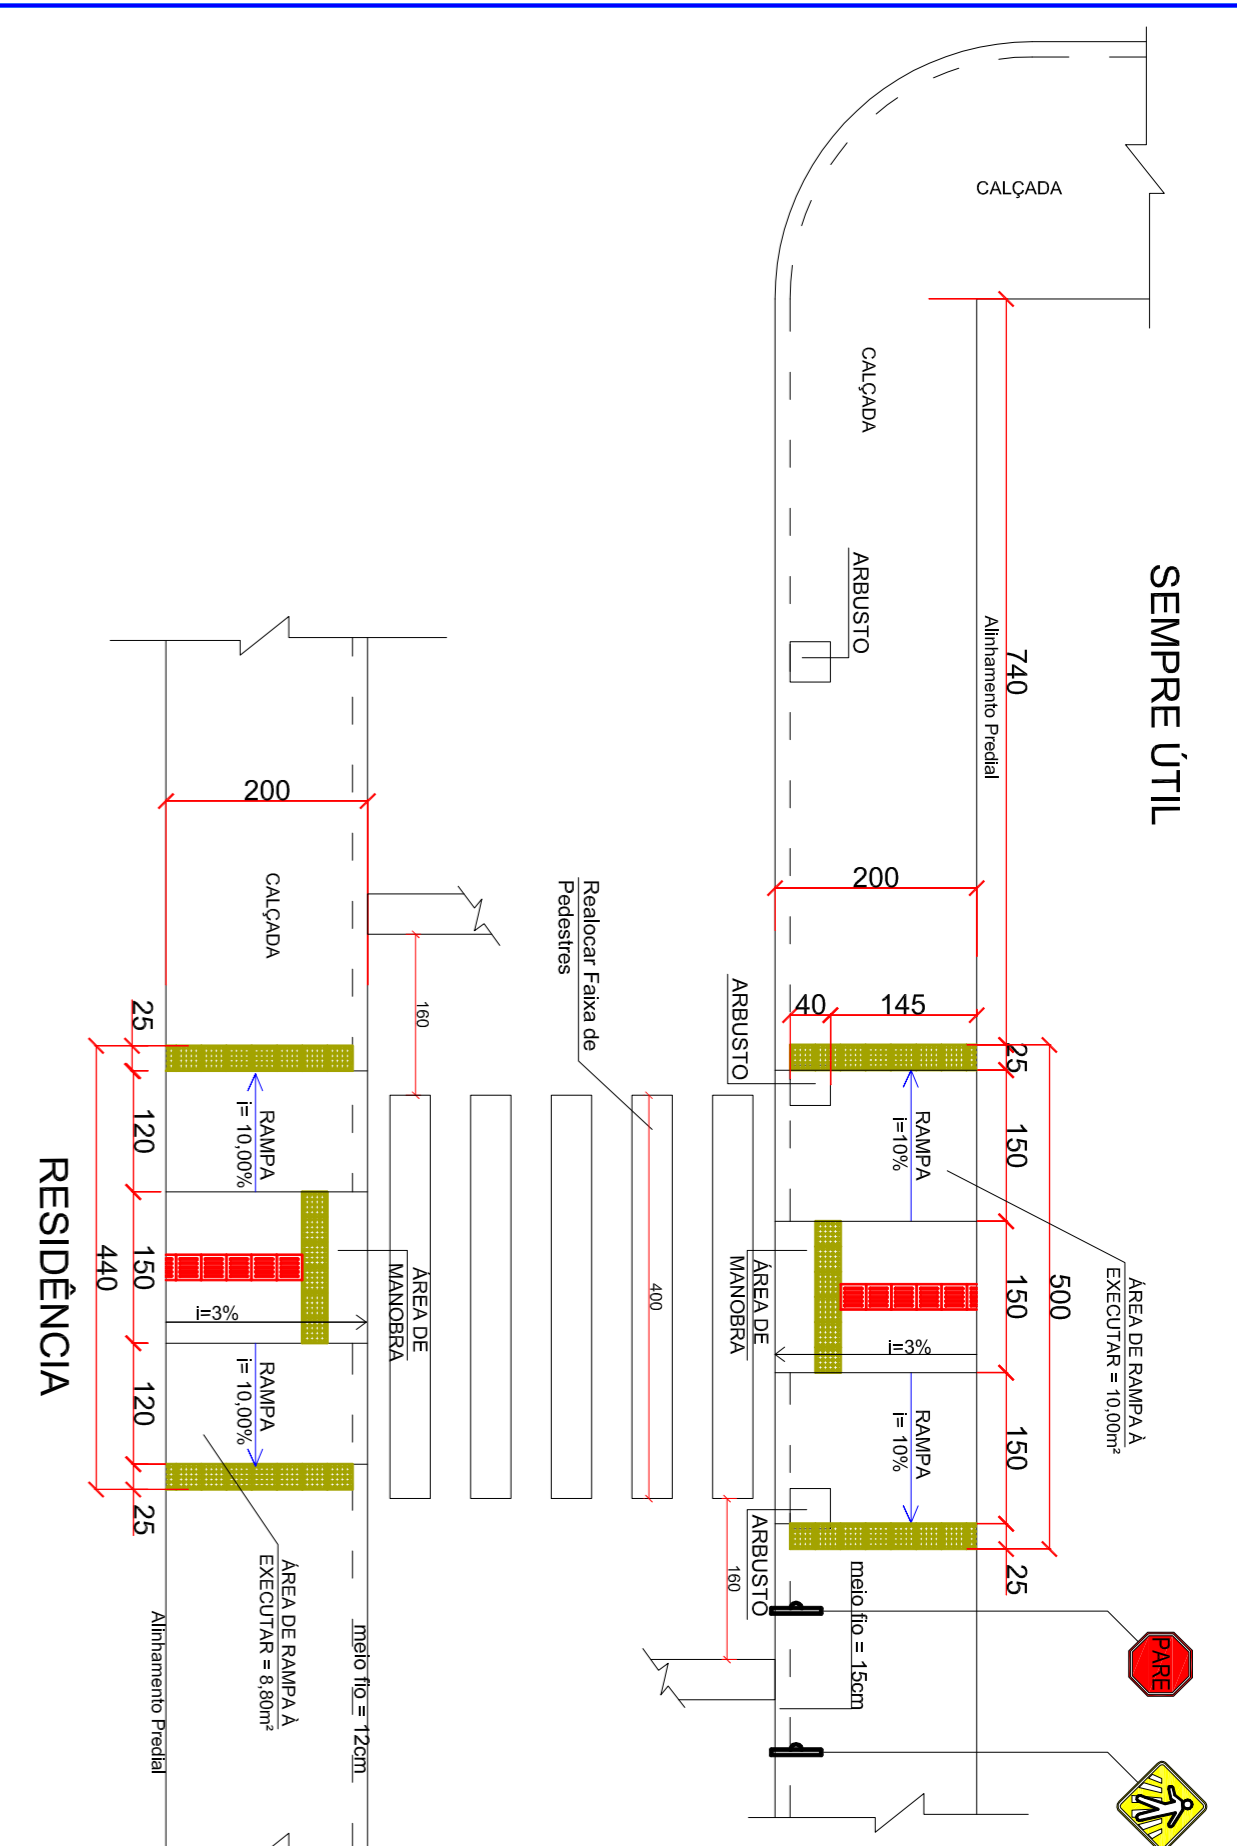 CALÇADA
CALÇADA
SEMPRE ÚTIL
ARBUSTO
Alinhamento Predial
740
200
200
CALÇADA
Realocar Faixa de
Pedestres
ARBUSTO
40
145
25
160
25
150
RAMPA
i=10%
120
RAMPA
i= 10,00%
RESIDÊNCIA
440
150
i=3%
ÁREA DE
MANOBRA
400
ÁREA DE
MANOBRA
i=3%
150
500
ÁREA DE RAMPA À
EXECUTAR = 10,00m²
120
RAMPA
i= 10,00%
RAMPA
i= 10%
150
25
25
ARBUSTO
160
ÁREA DE RAMPA À
EXECUTAR = 8,80m²
Alinhamento Predial
meio fio = 12cm
meio fio = 15cm
PARE